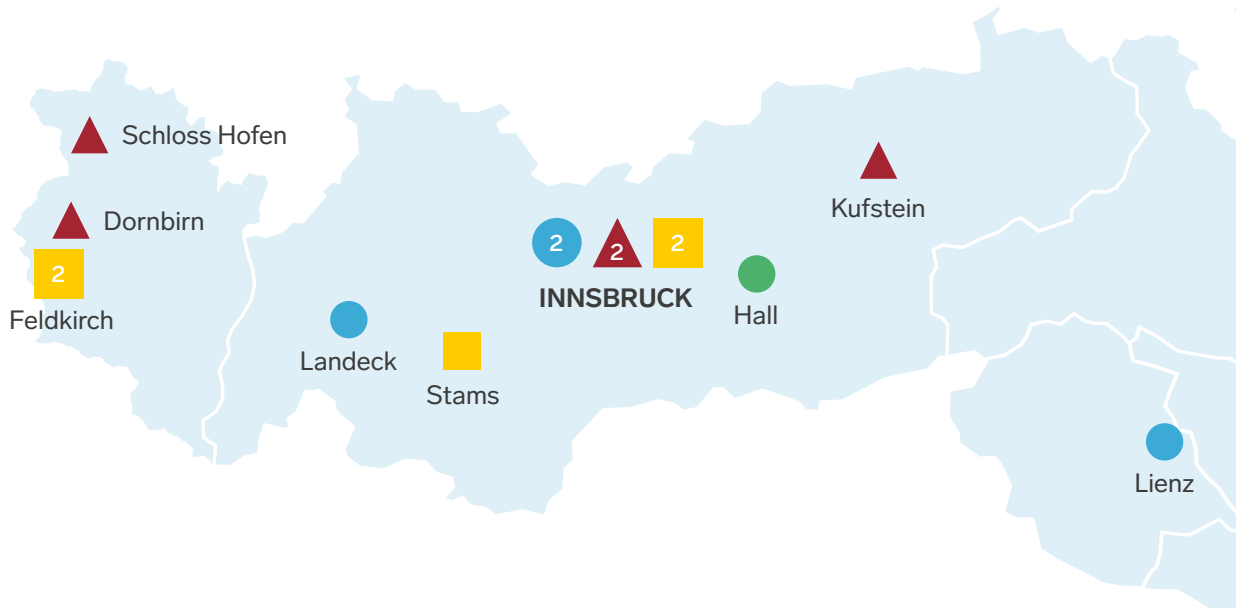 Schloss Hofen
Dornbirn
2
Feldkirch
Landeck
Stams
2
2
2
INNSBRUCK
Hall
Kufstein
Lienz